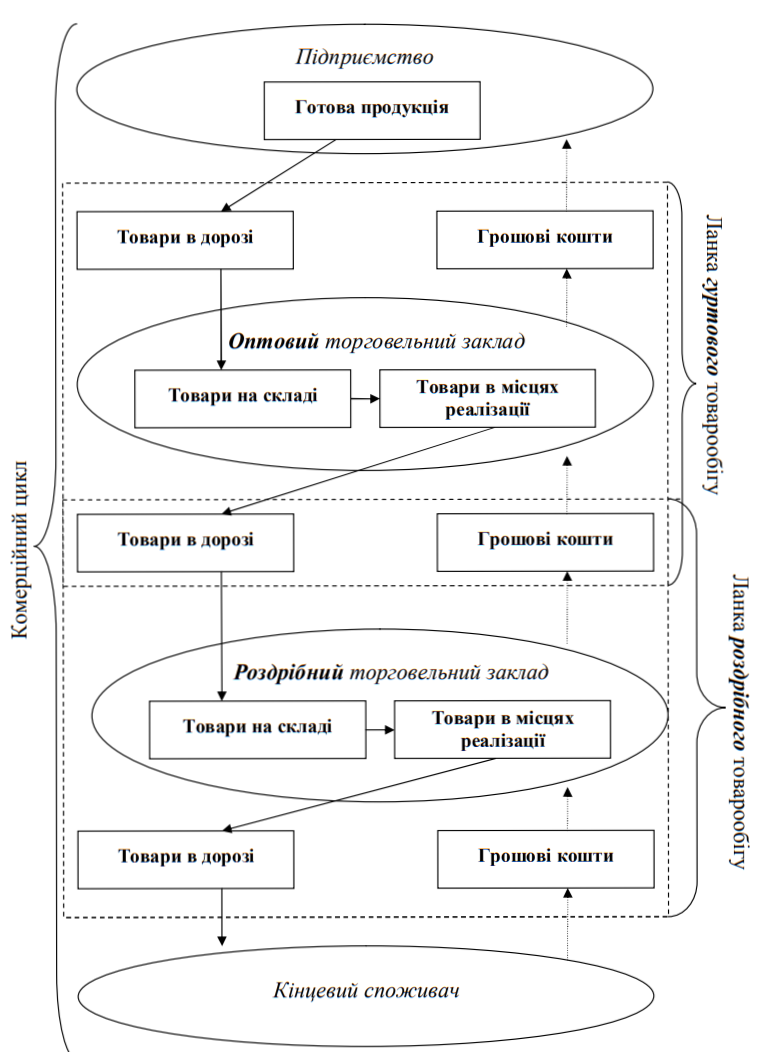 Підприємство
Готова продукція
Товари в дорозі
Грошові кошти
Оптовий торговельний заклад
Товари на складі
Товари в місцях
реалізації
Ланка гуртового товарообігу
Комерційний цикл
Товари в дорозі
Грошові кошти
Роздрібний торговельний заклад
Товари на складі
Товари в місцях
реалізації
Ланка роздрібного товарообігу
Товари в дорозі
Грошові кошти
Кінцевий споживач